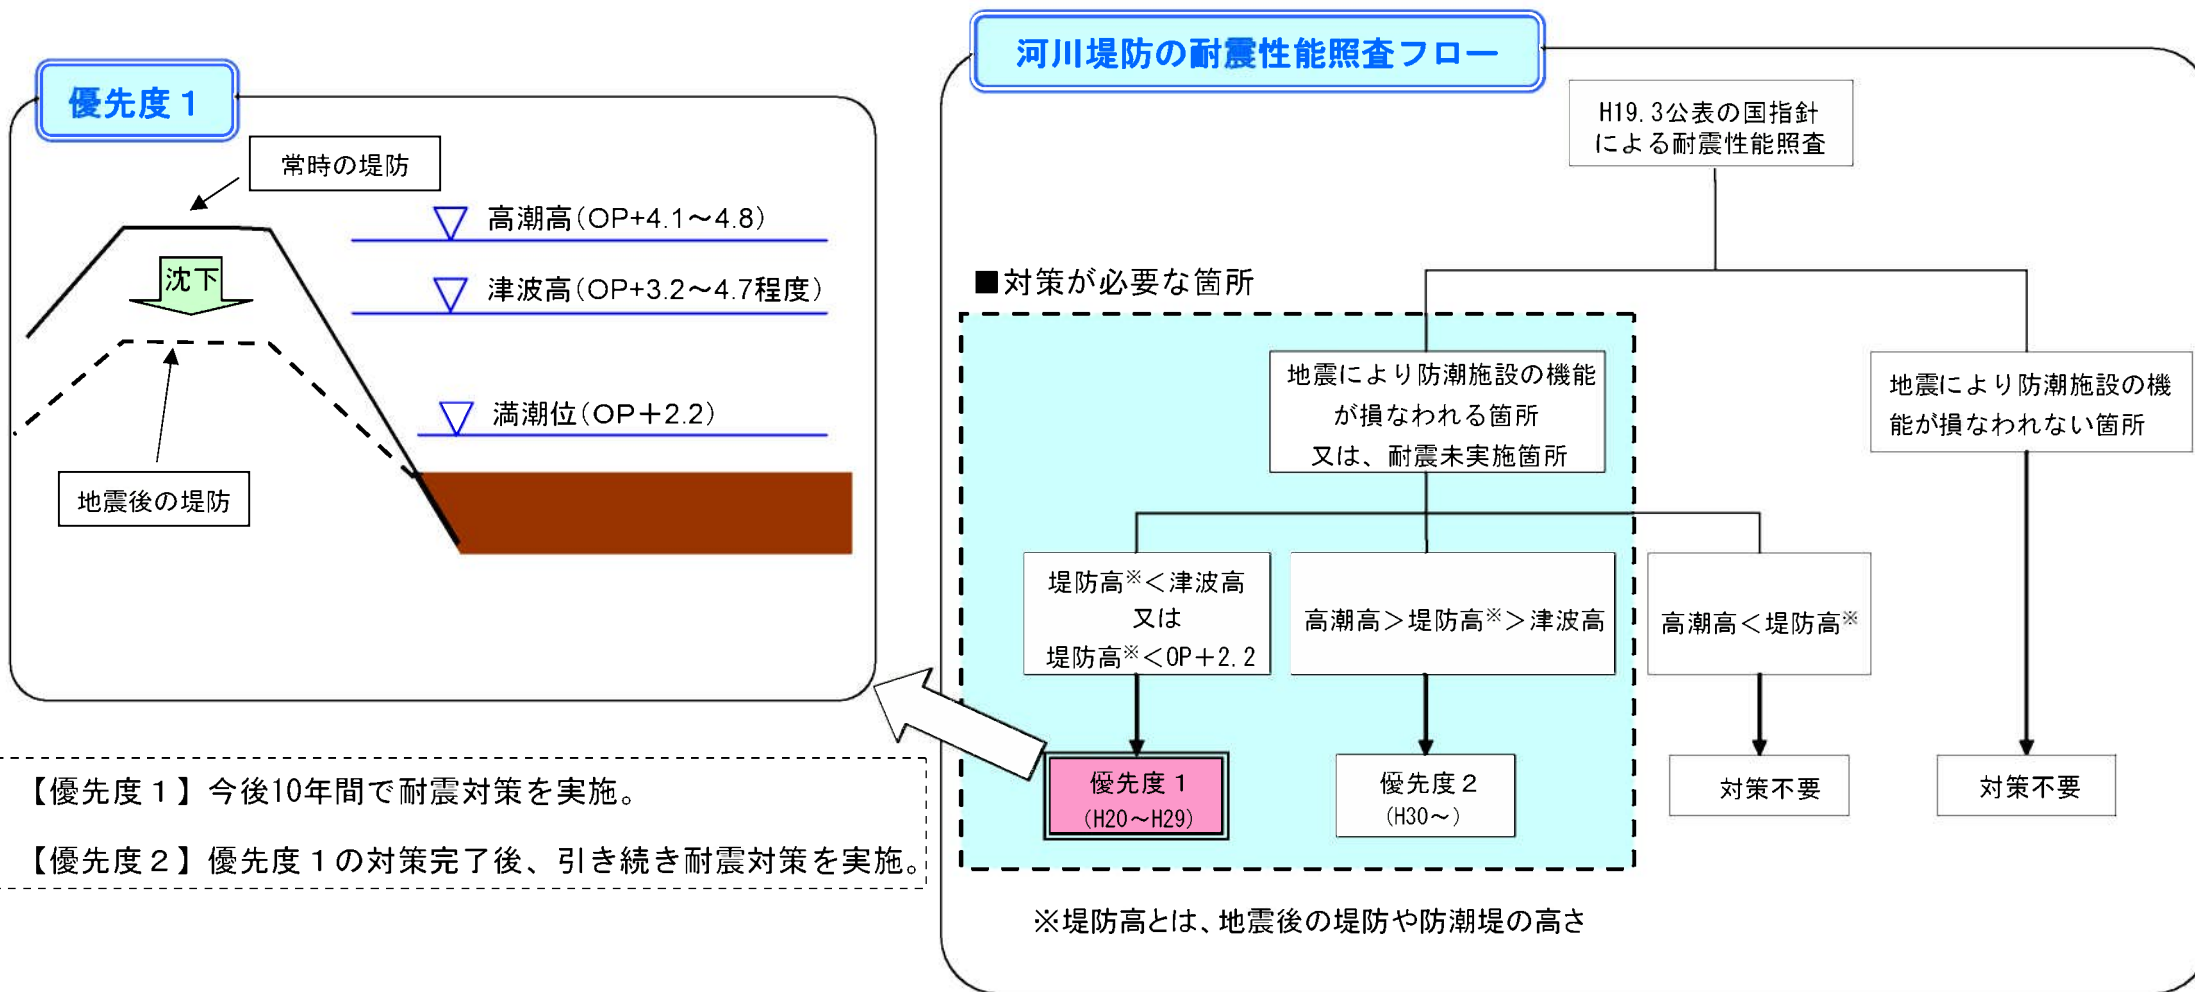 優先度１
常時の堤防
高潮高（OP+4.1～4.8）
沈下
津波高（OP+3.2～4.7程度）
満潮位（OP＋2.2）
地震後の堤防
【優先度１】今後10年間で耐震対策を実施。
【優先度２】優先度１の対策完了後、引き続き耐震対策を実施。
河川堤防の耐震性能照査フロー
H19.3公表の国指針
による耐震性能照査
■対策が必要な箇所
地震により防潮施設の機能
が損なわれる箇所
又は、耐震未実施箇所
地震により防潮施設の機
能が損なわれない箇所
堤防高※＜津波高
又は
堤防高※＜OP＋2.2
高潮高＞堤防高※＞津波高
高潮高＜堤防高※
優先度１
（H20～H29）
優先度２
（H30～）
対策不要
対策不要
※堤防高とは、地震後の堤防や防潮堤の高さ